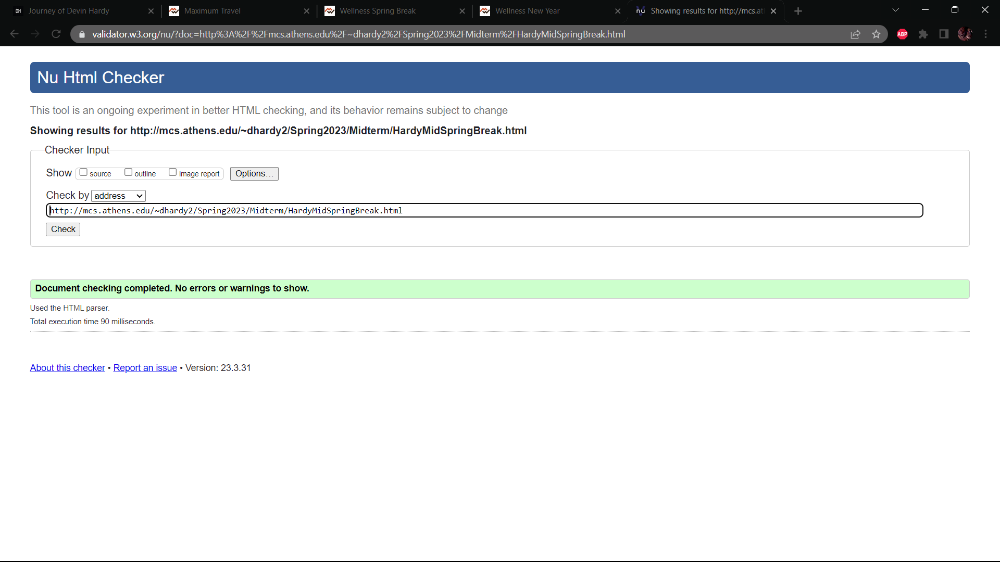 DH Journey of Devin Hardy
Maximum Travel
Wellness Spring Break
Wellness New Year
nu Showing results for http://mcs.at
validator.w3.org/nu/?doc=http%3A%2F%2Fmcs.athens.edu%2F~dhardy2%2FSpring2023%2FMidterm%2FHardyMidSpringBreak.html
ABP
Nu Html Checker
This tool is an ongoing experiment in better HTML checking, and its behavior remains subject to change
Showing results for http://mcs.athens.edu/~dhardy2/Spring2023/Midterm/HardyMidSpringBreak.html
Checker Input
Show source outline image report Options…
Check by address
http://mcs.athens.edu/~dhardy2/Spring2023/Midterm/HardyMidSpringBreak.html
Check
Document checking completed. No errors or warnings to show.
Used the HTML parser.
Total execution time 90 milliseconds.
About this checker • Report an issue • Version: 23.3.31